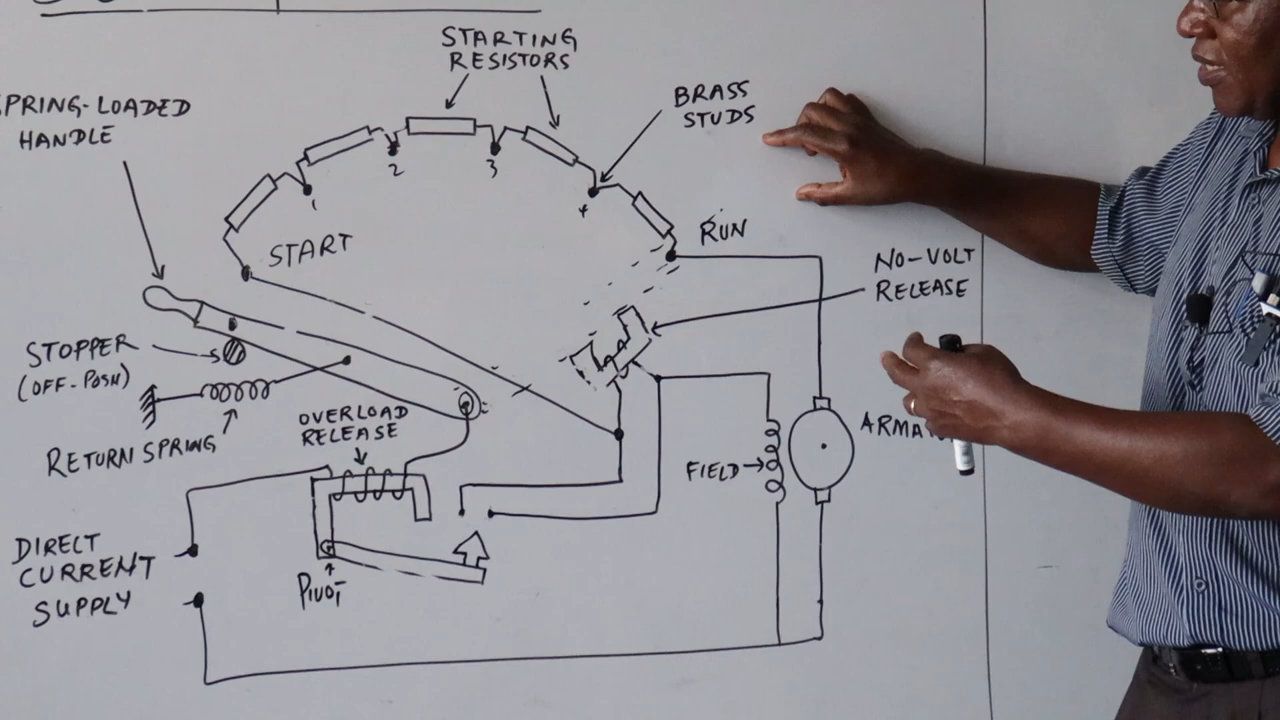 STARTING
RESISTORS
BRASS
STUDS
SPRING-LOADED
HANDLE
1
2
3
4
START
RUN
NO-VOLT
RELEASE
STOPPER
(OFF-POSN)
RETURN SPRING
OVERLOAD
RELEASE
FIELD
DIRECT
CURRENT
SUPPLY
PIVOT